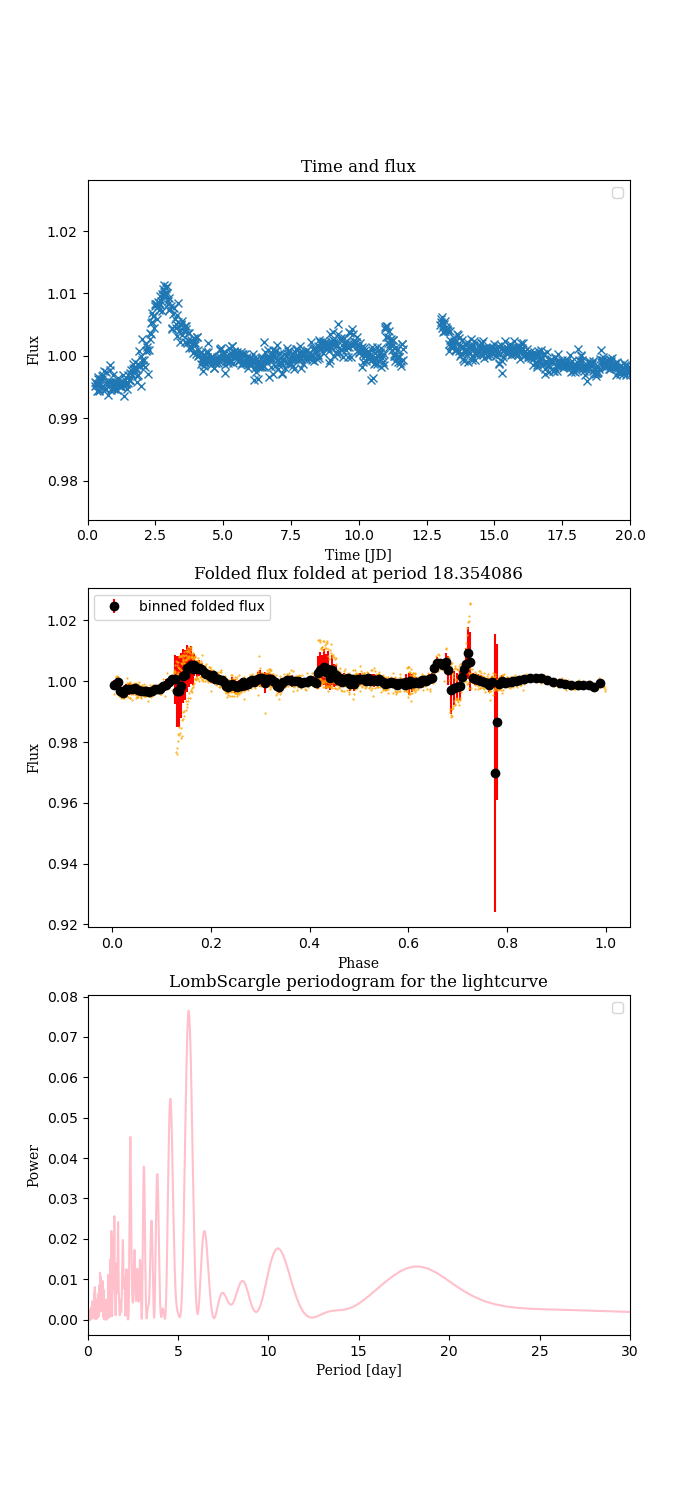 Time and flux
1.02
1.01
1.00
0.99
0.98
Flux
0.0 2.5 5.0 7.5 10.0 12.5 15.0 17.5 20.0
Time [JD]
Folded flux folded at period 18.354086
binned folded flux
1.02
1.00
0.98
0.96
0.94
0.92
Flux
0.0 0.2 0.4 0.6 0.8 1.0
Phase
LombScargle periodogram for the lightcurve
0.08
0.07
0.06
0.05
0.04
0.03
0.02
0.01
0.00
Power
0 5 10 15 20 25 30
Period [day]